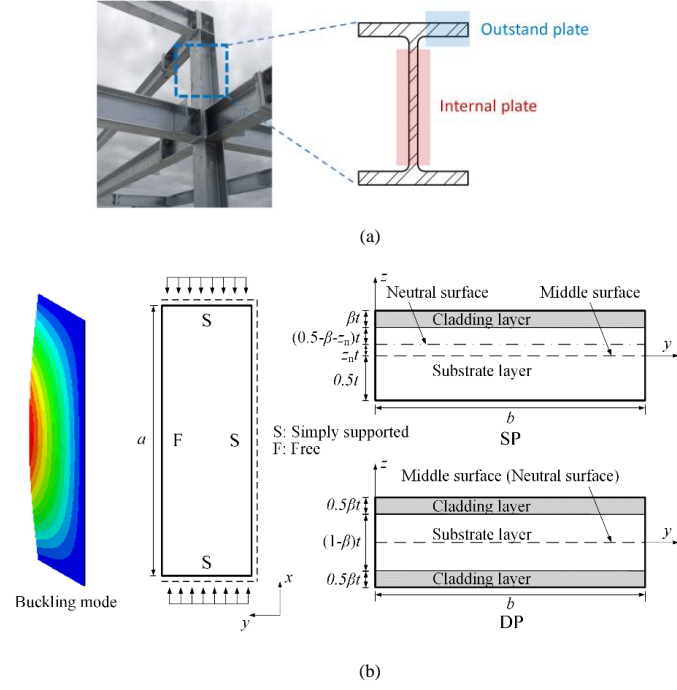 Outstand plate
Internal plate
(a)
Buckling mode
a
S
F
S
S
S: Simply supported
F: Free
x
y
z
Neutral surface
Middle surface
βt
Cladding layer
(0.5-β-zₙ)t
zₙt
Substrate layer
0.5t
y
b
SP
z
Middle surface (Neutral surface)
0.5βt
Cladding layer
(1-β)t
Substrate layer
y
0.5βt
Cladding layer
b
DP
(b)